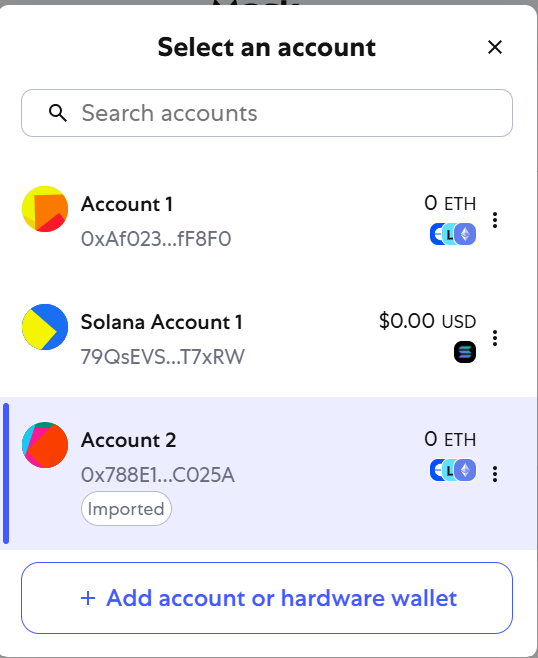 Select an account
Search accounts
Account 1
0 ETH
0xAf023...fF8F0
Solana Account 1
$0.00 USD
79QsEVS...T7xRW
Account 2
0 ETH
0x788E1...C025A
Imported
+ Add account or hardware wallet